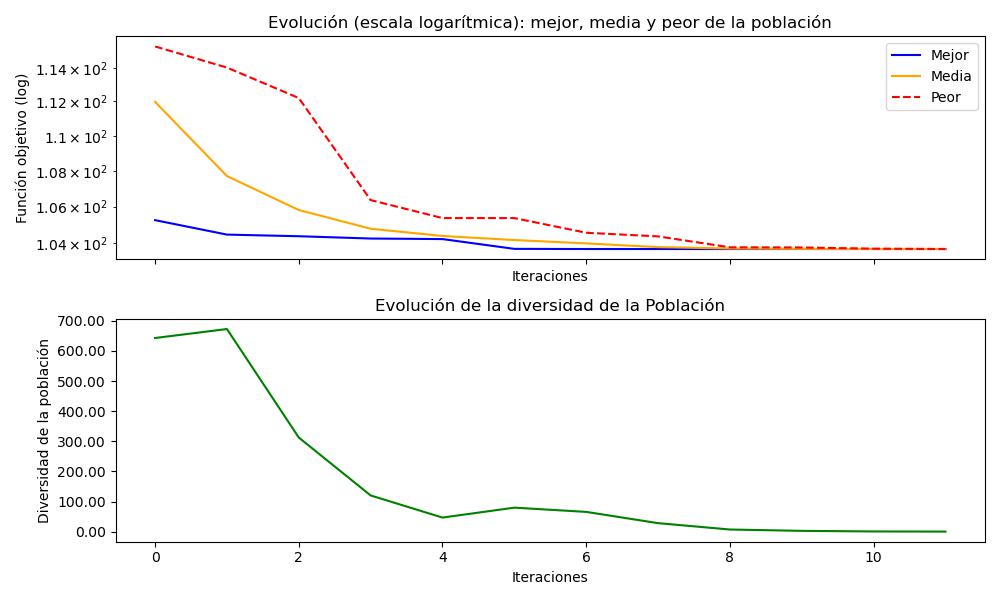 Evolución (escala logarítmica): mejor, media y peor de la población
Función objetivo (log)
1.14 × 10²
1.12 × 10²
1.1 × 10²
1.08 × 10²
1.06 × 10²
1.04 × 10²
Mejor
Media
Peor
Iteraciones
Evolución de la diversidad de la Población
Diversidad de la población
700.00
600.00
500.00
400.00
300.00
200.00
100.00
0.00
0 2 4 6 8 10
Iteraciones